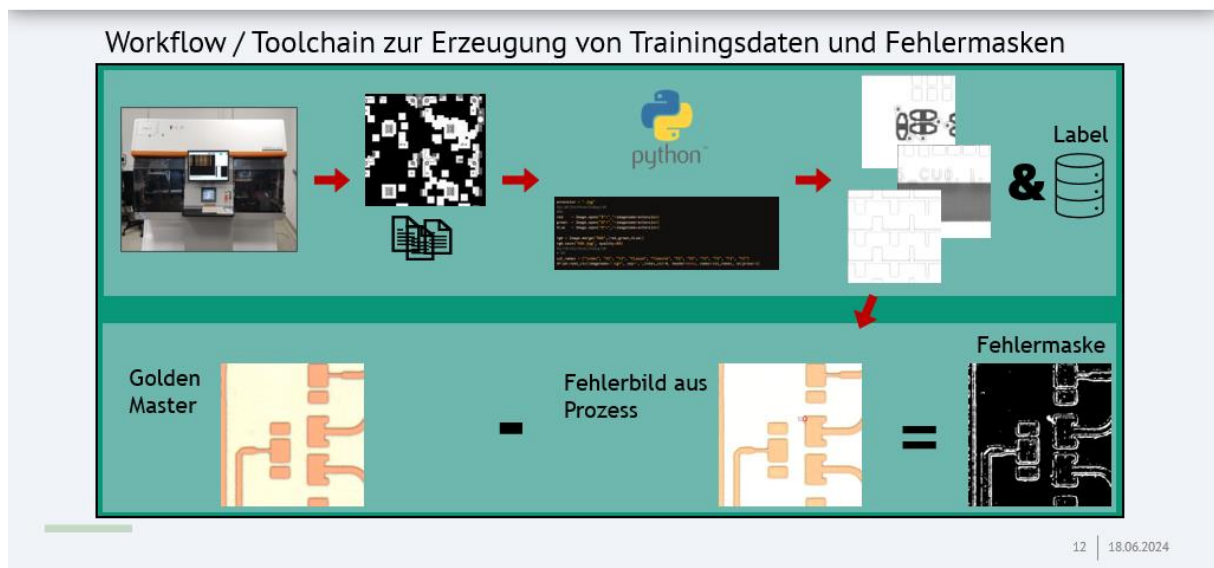 Workflow / Toolchain zur Erzeugung von Trainingsdaten und Fehlermasken
python
Label
&
Golden
Master
-
Fehlerbild aus
Prozess
=
Fehlermaske
12 | 18.06.2024